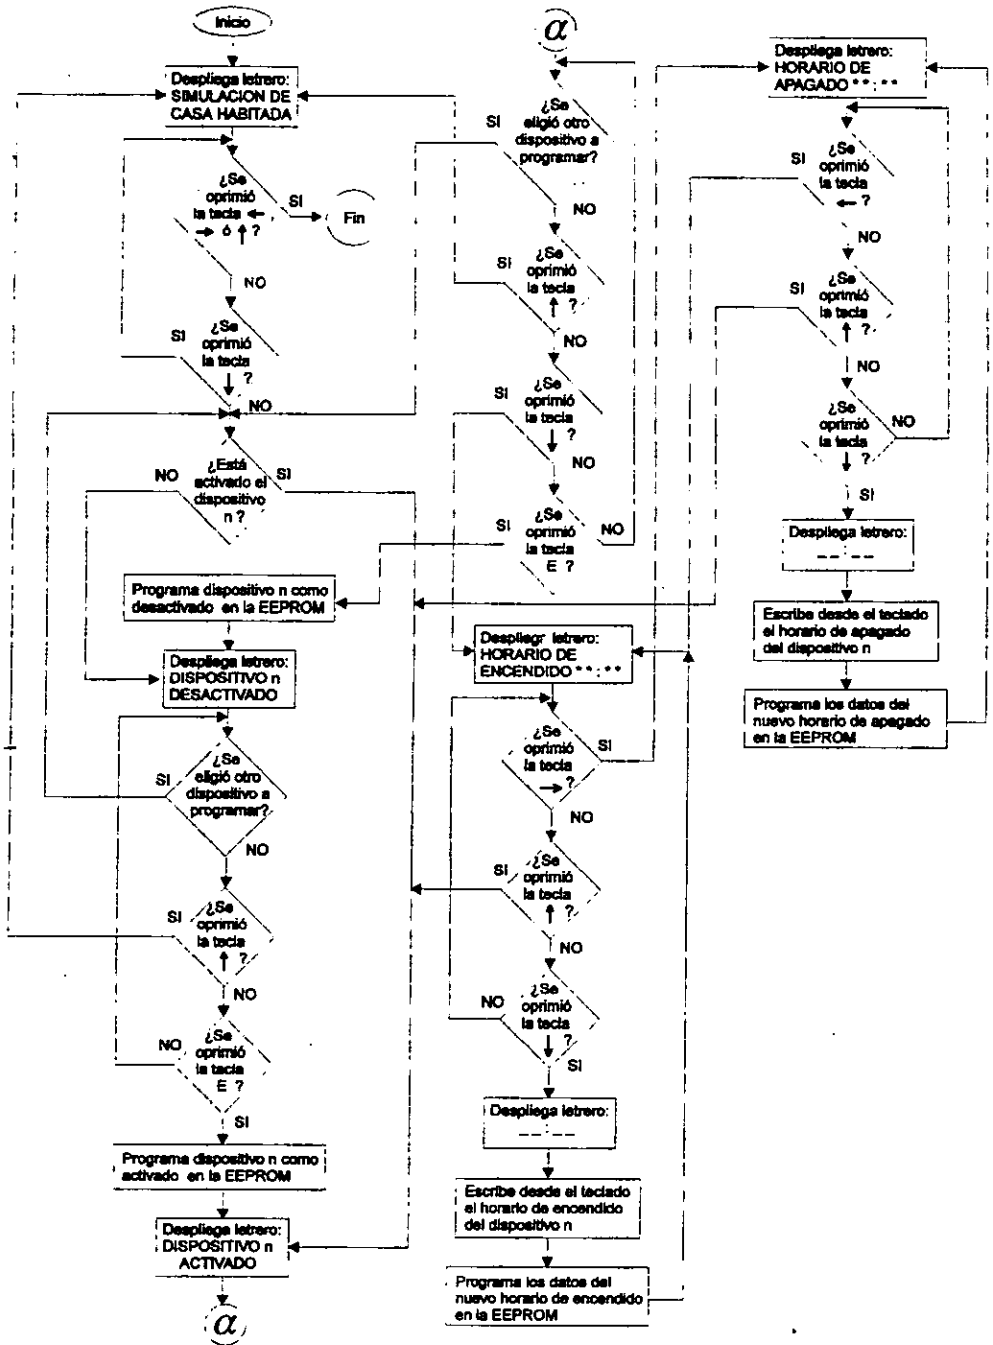 Inicio
Despliega letrero:
SIMULACION DE
CASA HABITADA
¿Se
oprimió
la tecla ←
→ ó ↑ ?
SI
Fin
NO
¿Se
oprimió
la tecla
↓ ?
SI
NO
¿Está
activado el
dispositivo
n ?
NO
SI
Programa dispositivo n como
desactivado en la EEPROM
Despliega letrero:
DISPOSITIVO n
DESACTIVADO
¿Se
eligió otro
dispositivo a
programar?
SI
NO
¿Se
oprimió
la tecla
↑ ?
SI
NO
¿Se
oprimió
la tecla
E ?
NO
SI
Programa dispositivo n como
activado en la EEPROM
Despliega letrero:
DISPOSITIVO n
ACTIVADO
α
α
¿Se
eligió otro
dispositivo a
programar?
SI
NO
¿Se
oprimió
la tecla
↑ ?
SI
NO
¿Se
oprimió
la tecla
↓ ?
SI
NO
¿Se
oprimió
la tecla
E ?
SI
NO
Despliegr letrero:
HORARIO DE
ENCENDIDO **:**
¿Se
oprimió
la tecla
→ ?
SI
NO
¿Se
oprimió
la tecla
↑ ?
SI
NO
¿Se
oprimió
la tecla
↓ ?
NO
SI
Despliega letrero:
__:__
Escribe desde el teclado
el horario de encendido
del dispositivo n
Programa los datos del
nuevo horario de encendido
en la EEPROM
Despliega letrero:
HORARIO DE
APAGADO **:**
¿Se
oprimió
la tecla
← ?
SI
NO
¿Se
oprimió
la tecla
↑ ?
SI
NO
¿Se
oprimió
la tecla
↓ ?
NO
SI
Despliega letrero:
__:__
Escribe desde el teclado
el horario de apagado
del dispositivo n
Programa los datos del
nuevo horario de apagado
en la EEPROM